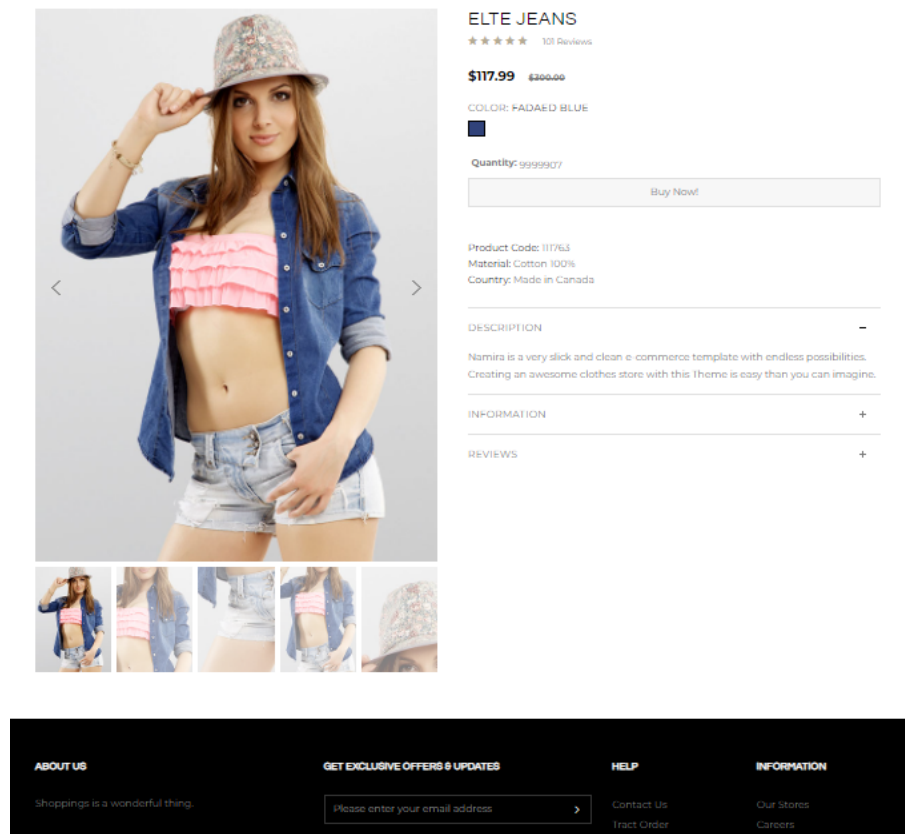 ELTE JEANS
101 Reviews
$117.99 $300.00
COLOR: FADAED BLUE
Quantity: 9999907
Buy Now!
Product Code: 111763
Material: Cotton 100%
Country: Made in Canada
DESCRIPTION
Namira is a very slick and clean e-commerce template with endless possibilities.
Creating an awesome clothes store with this Theme is easy than you can imagine.
INFORMATION
REVIEWS
ABOUT US
Shoppings is a wonderful thing.
GET EXCLUSIVE OFFERS & UPDATES
Please enter your email address
HELP
Contact Us
Tract Order
INFORMATION
Our Stores
Careers